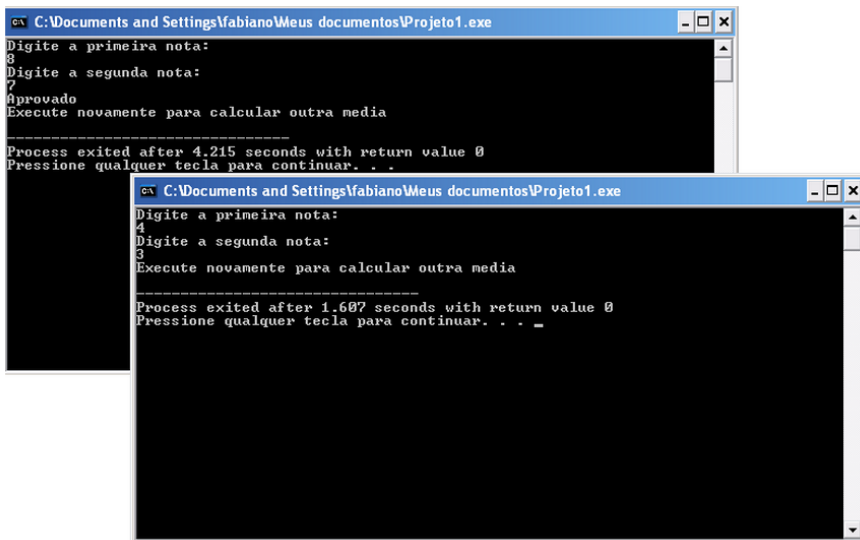 C:\Documents and Settings\fabiano\Meus documentos\Projeto1.exe
Digite a primeira nota:
8
Digite a segunda nota:
7
Aprovado
Execute novamente para calcular outra media
--------------------------------
Process exited after 4.215 seconds with return value 0
Pressione qualquer tecla para continuar. . .
C:\Documents and Settings\fabiano\Meus documentos\Projeto1.exe
Digite a primeira nota:
4
Digite a segunda nota:
3
Execute novamente para calcular outra media
--------------------------------
Process exited after 1.607 seconds with return value 0
Pressione qualquer tecla para continuar. . . _